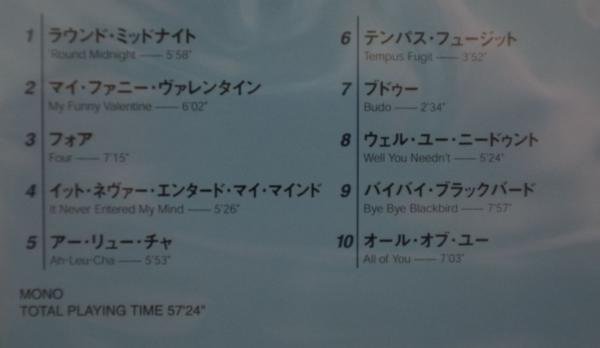 1 ラウンド・ミッドナイト
'Round Midnight —— 5'58"
2 マイ・ファニー・ヴァレンタイン
My Funny Valentine —— 6'02"
3 フォア
Four —— 7'15"
4 イット・ネヴァー・エンタード・マイ・マインド
It Never Entered My Mind —— 5'26"
5 アー・リュー・チャ
Ah-Leu-Cha —— 5'53"
6 テンパス・フュージット
Tempus Fugit —— 3'52"
7 ブドゥー
Budo —— 2'34"
8 ウェル・ユー・ニードゥント
Well You Needn't —— 5'24"
9 バイバイ・ブラックバード
Bye Bye Blackbird —— 7'57"
10 オール・オブ・ユー
All of You —— 7'03"
MONO
TOTAL PLAYING TIME 57'24"